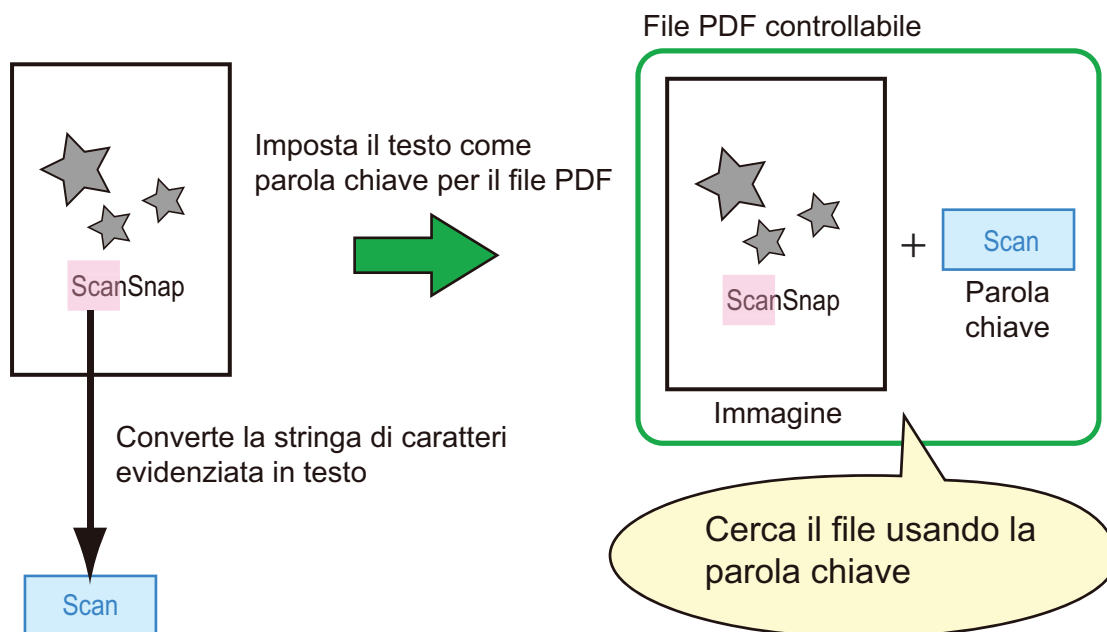 File PDF controllabile
Imposta il testo come
parola chiave per il file PDF
ScanSnap
Converte la stringa di caratteri
evidenziata in testo
Scan
ScanSnap
Immagine
+
Scan
Parola
chiave
Cerca il file usando la
parola chiave